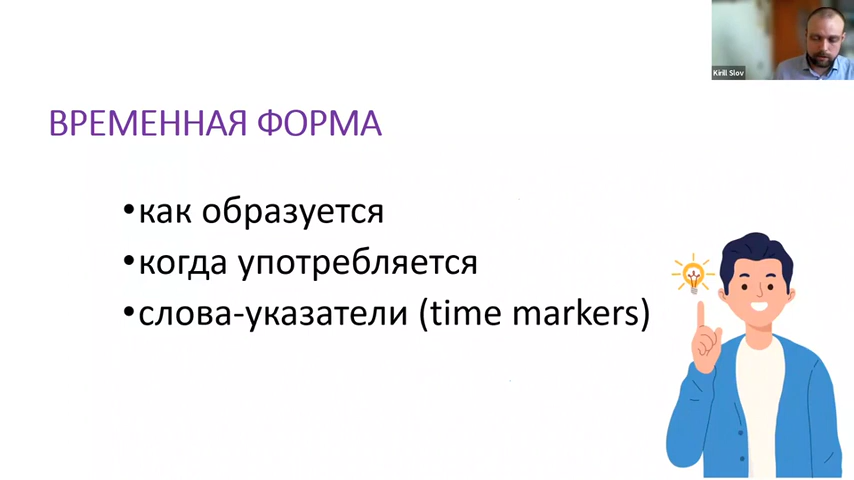 Kirill Slov
ВРЕМЕННАЯ ФОРМА
•как образуется
•когда употребляется
•слова-указатели (time markers)